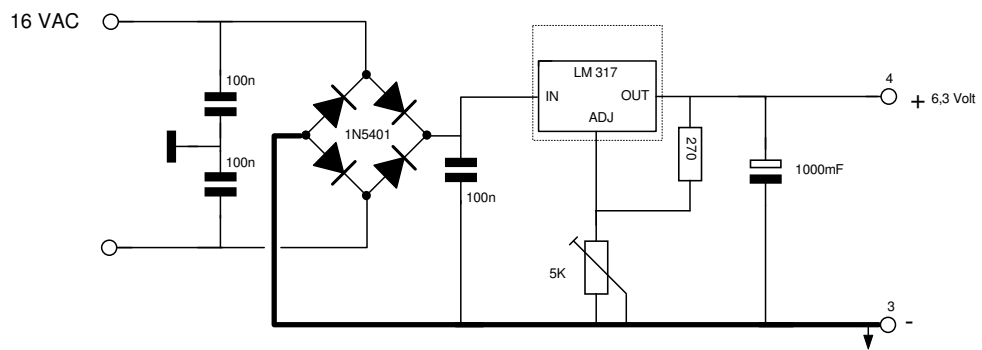 16 VAC
100n
100n
1N5401
100n
LM 317
IN
OUT
ADJ
270
5K
1000mF
4
+ 6,3 Volt
3
-